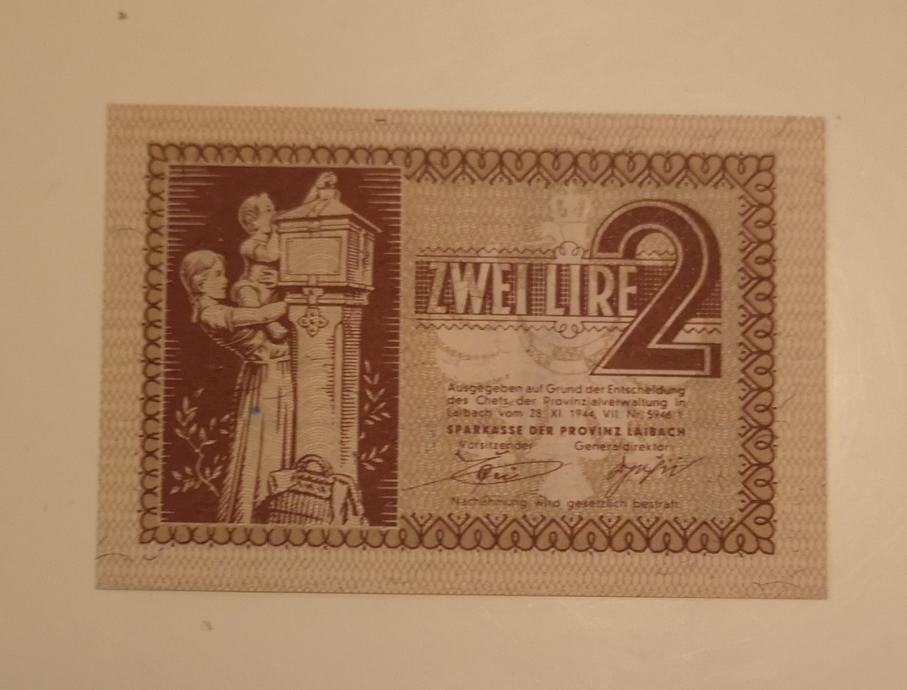 ZWEI LIRE 2
Ausgegeben auf Grund der Entscheidung
des Chefs der Provinzialverwaltung in
Laibach vom 28. XI. 1944, VII. Nr. 5946/1.
SPARKASSE DER PROVINZ LAIBACH
Vorsitzender Generaldirektor
Nachahmung wird gesetzlich bestraft.